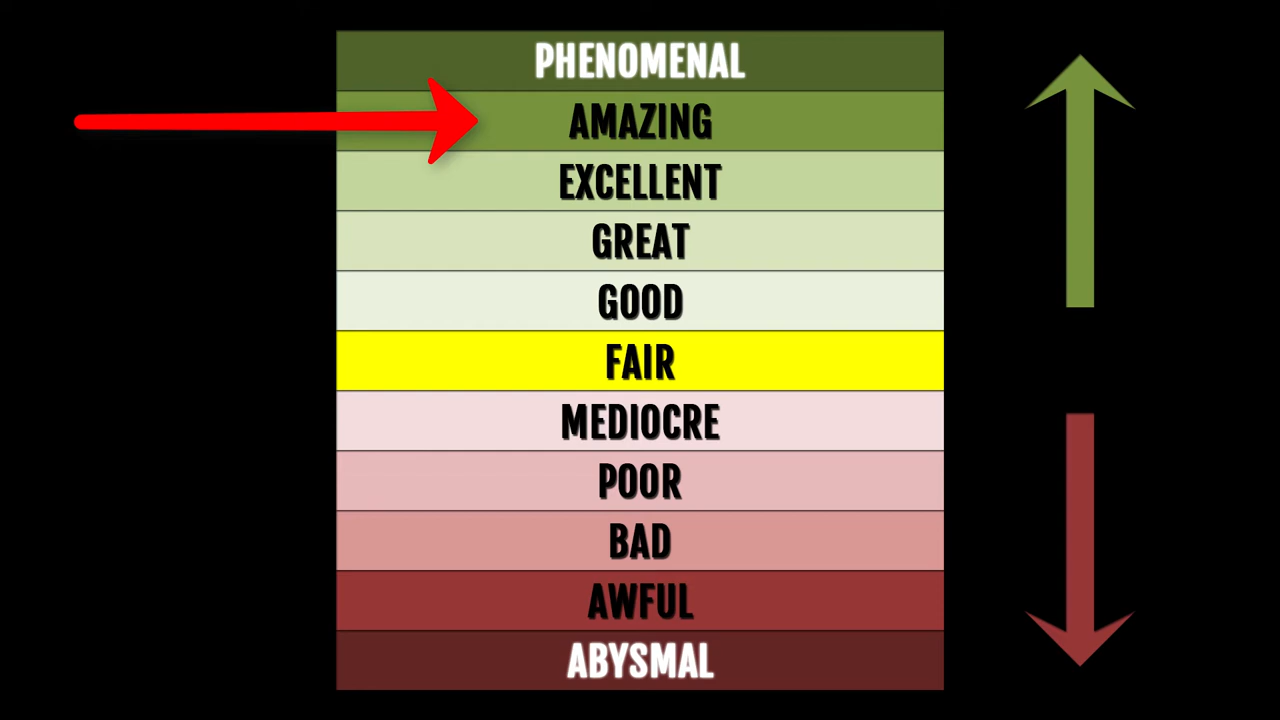 PHENOMENAL
AMAZING
EXCELLENT
GREAT
GOOD
FAIR
MEDIOCRE
POOR
BAD
AWFUL
ABYSMAL